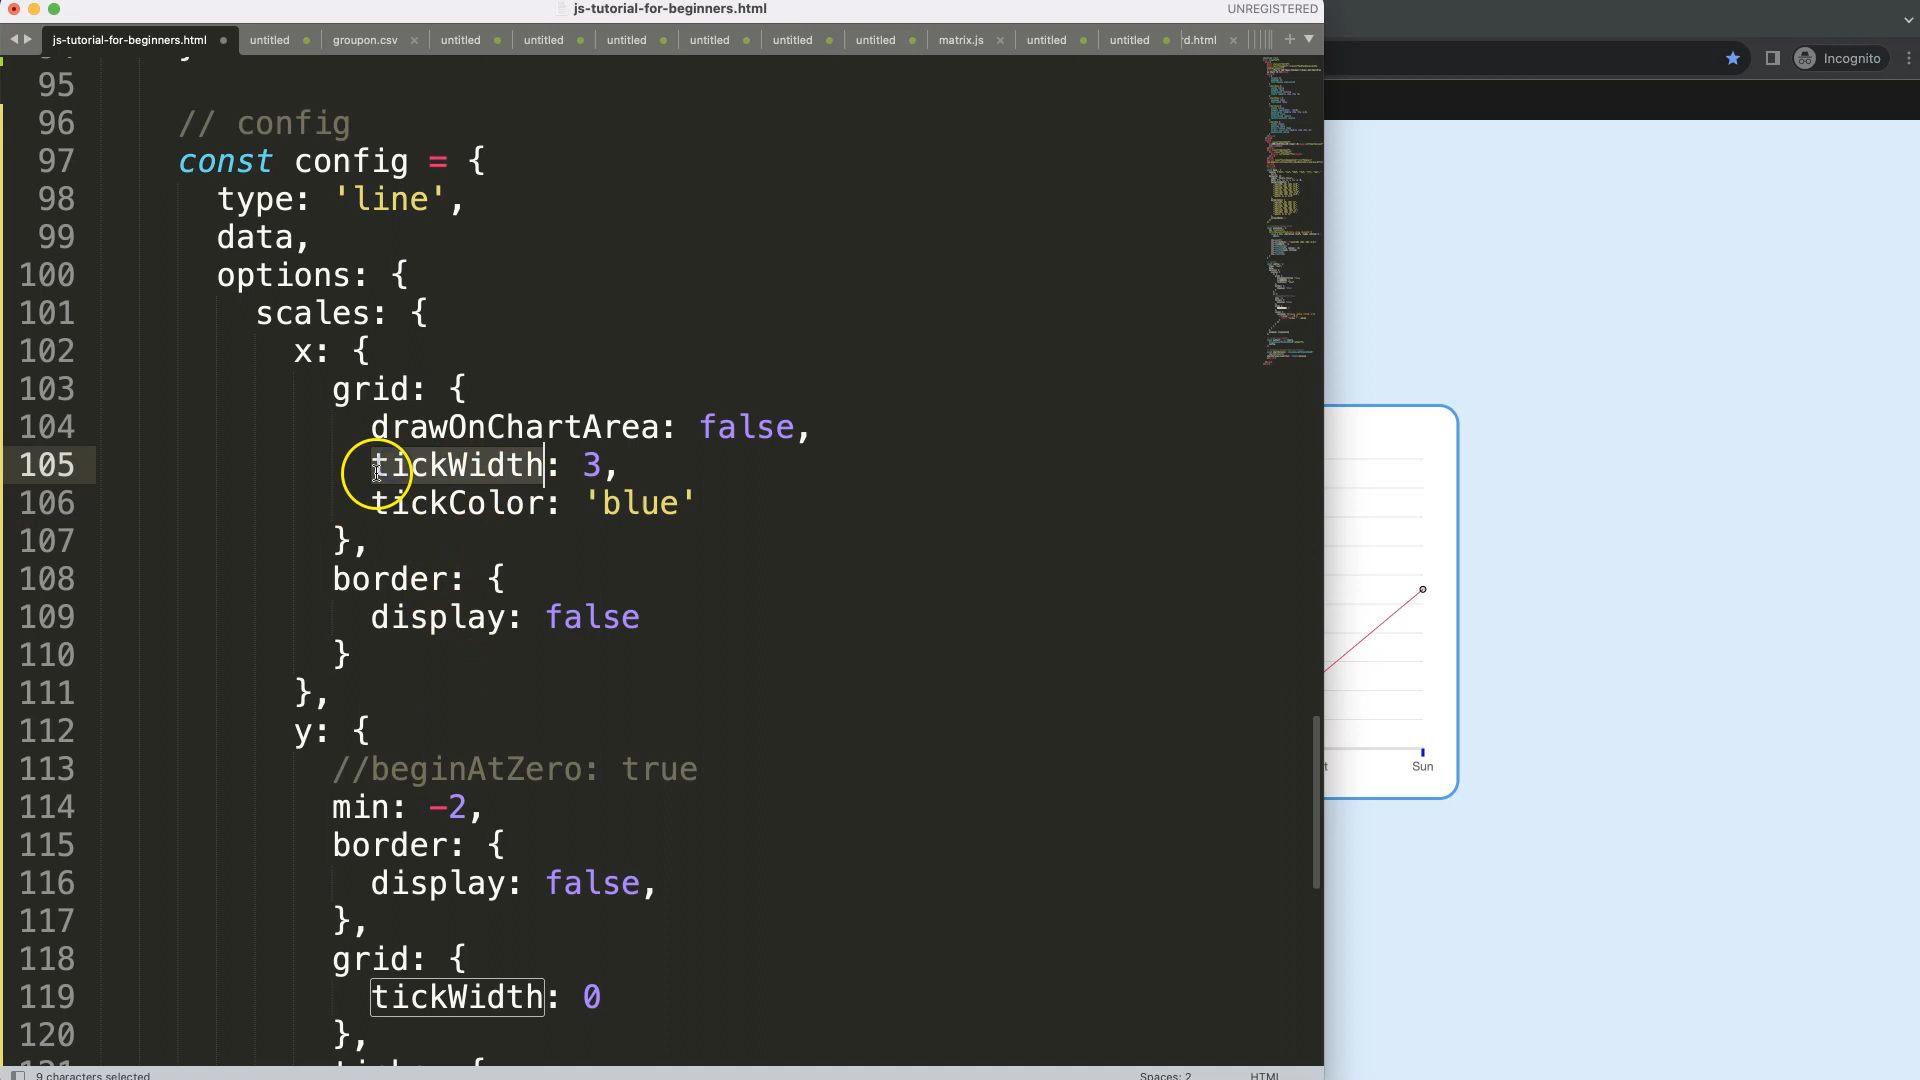 js-tutorial-for-beginners.html
UNREGISTERED
js-tutorial-for-beginners.html untitled groupon.csv untitled untitled untitled untitled untitled untitled matrix.js untitled untitled d.html
Incognito
95
96 // config
97 const config = {
98 type: 'line',
99 data,
100 options: {
101 scales: {
102 x: {
103 grid: {
104 drawOnChartArea: false,
105 tickWidth: 3,
106 tickColor: 'blue'
107 },
108 border: {
109 display: false
110 }
111 },
112 y: {
113 //beginAtZero: true
114 min: -2,
115 border: {
116 display: false,
117 },
118 grid: {
119 tickWidth: 0
120 },
t Sun
9 characters selected
Spaces: 2
HTML